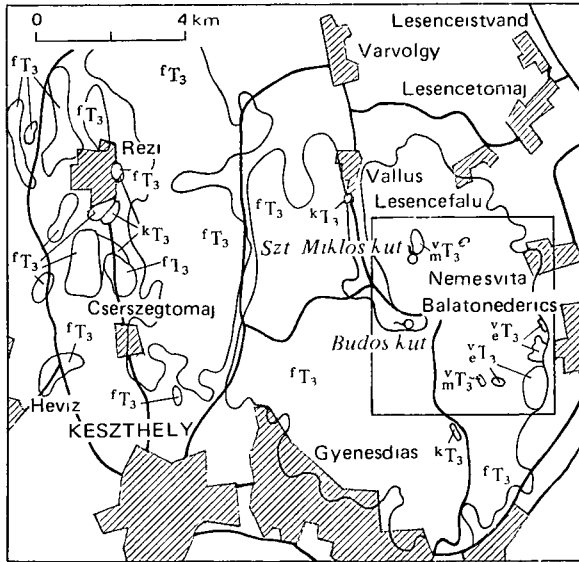 0 4 km
Lesenceistvand
Varvolgy
fT3
Lesencetomaj
fT3
fT3
Rezi
fT3
Vallus
fT3
Lesencefalu
kT3
kT3
fT3
Szt Miklos kut
vmT3
fT3
fT3
Nemesvita
Cserszegtomaj
Balatonederics
fT3
veT3
Budos kut
veT3
fT3
vmT3
fT3
Heviz
KESZTHELY
kT3
Gyenesdias
fT3